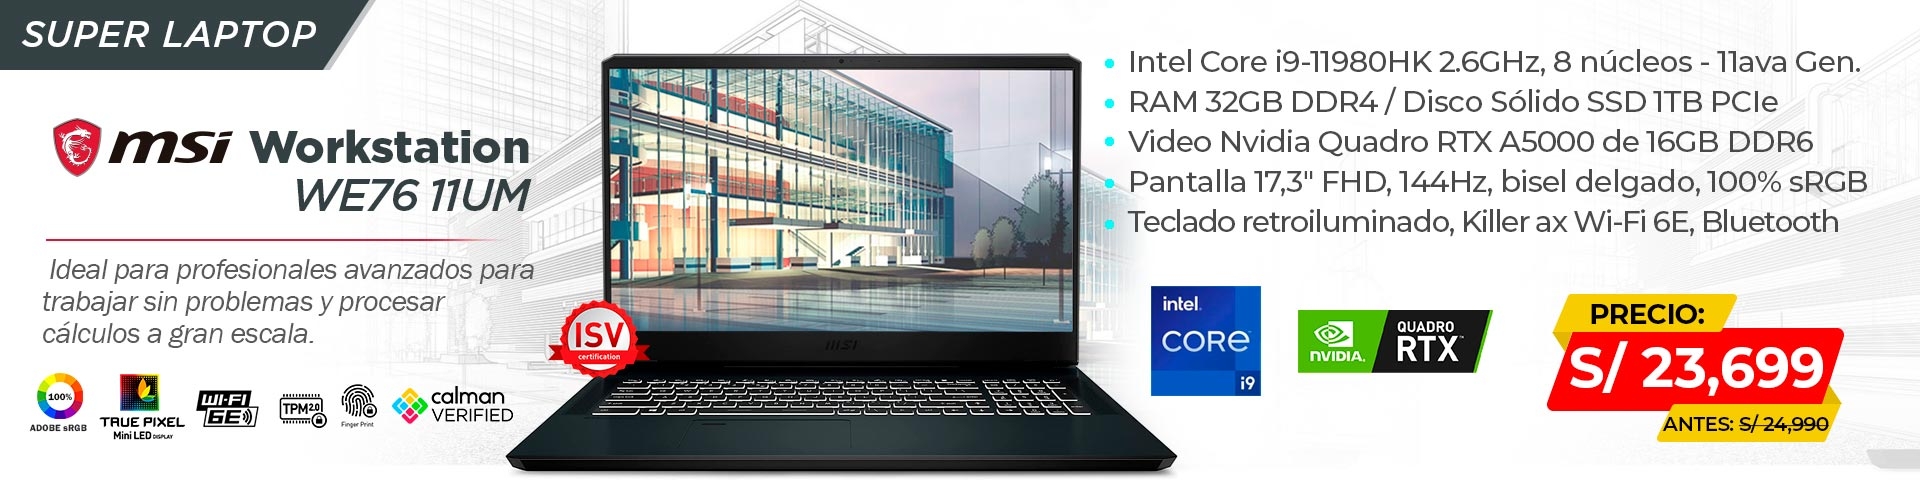 SUPER LAPTOP
msi Workstation
WE76 11UM
Ideal para profesionales avanzados para
trabajar sin problemas y procesar
cálculos a gran escala.
100%
ADOBE sRGB
TRUE PIXEL
Mini LED DISPLAY
WI-FI
6E
TPM2.0
Finger Print
calman
VERIFIED
ISV
certification
msi
• Intel Core i9-11980HK 2.6GHz, 8 núcleos - 11ava Gen.
• RAM 32GB DDR4 / Disco Sólido SSD 1TB PCIe
• Video Nvidia Quadro RTX A5000 de 16GB DDR6
• Pantalla 17,3" FHD, 144Hz, bisel delgado, 100% sRGB
• Teclado retroiluminado, Killer ax Wi-Fi 6E, Bluetooth
intel.
CORE
i9
NVIDIA.
QUADRO
RTX™
PRECIO:
S/ 23,699
ANTES: S/ 24,990